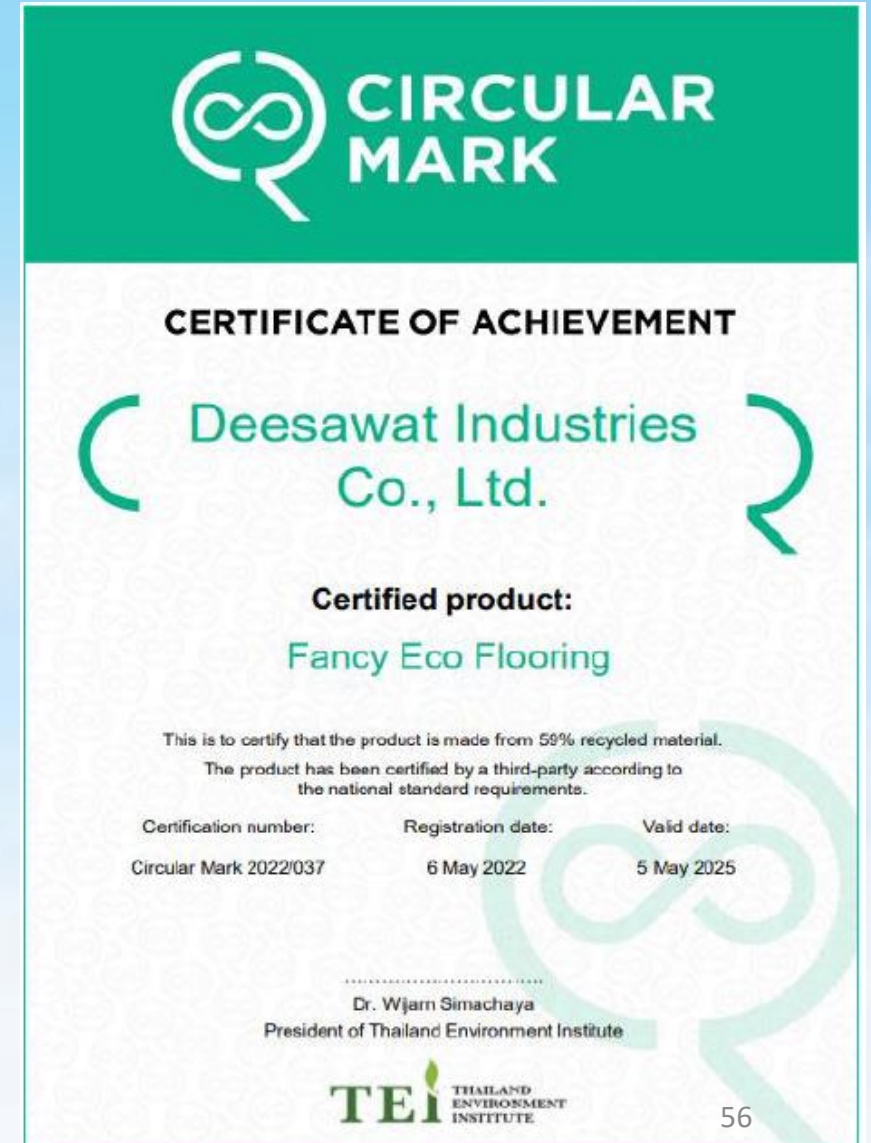 CIRCULAR
MARK
CERTIFICATE OF ACHIEVEMENT
Deesawat Industries
Co., Ltd.
Certified product:
Fancy Eco Flooring
This is to certify that the product is made from 59% recycled material.
The product has been certified by a third-party according to
the national standard requirements.
Certification number: Registration date: Valid date:
Circular Mark 2022/037 6 May 2022 5 May 2025
Dr. Wijarn Simachaya
President of Thailand Environment Institute
TEi THAILAND
ENVIRONMENT
INSTITUTE
56